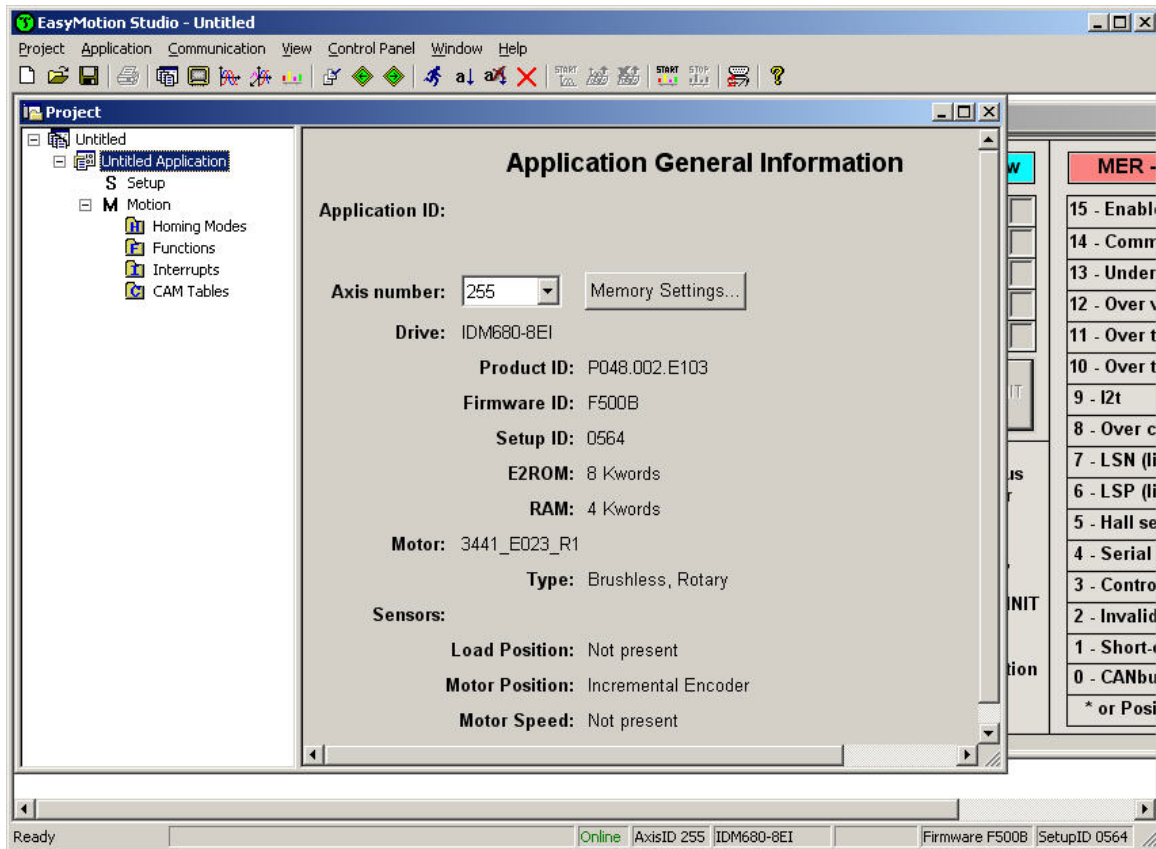 EasyMotion Studio - Untitled
Project Application Communication View Control Panel Window Help
START STOP
Project
Untitled
Untitled Application
S Setup
M Motion
H Homing Modes
F Functions
I Interrupts
C CAM Tables
Application General Information
Application ID:
Axis number: 255 Memory Settings...
Drive: IDM680-8EI
Product ID: P048.002.E103
Firmware ID: F500B
Setup ID: 0564
E2ROM: 8 Kwords
RAM: 4 Kwords
Motor: 3441_E023_R1
Type: Brushless, Rotary
Sensors:
Load Position: Not present
Motor Position: Incremental Encoder
Motor Speed: Not present
MER -
15 - Enabl
14 - Comm
13 - Under
12 - Over v
11 - Over t
10 - Over t
9 - I2t
8 - Over c
7 - LSN (li
6 - LSP (li
5 - Hall se
4 - Serial
3 - Contro
2 - Invalid
1 - Short-
0 - CANbu
* or Posi
INIT
tion
Ready Online AxisID 255 IDM680-8EI Firmware F500B SetupID 0564